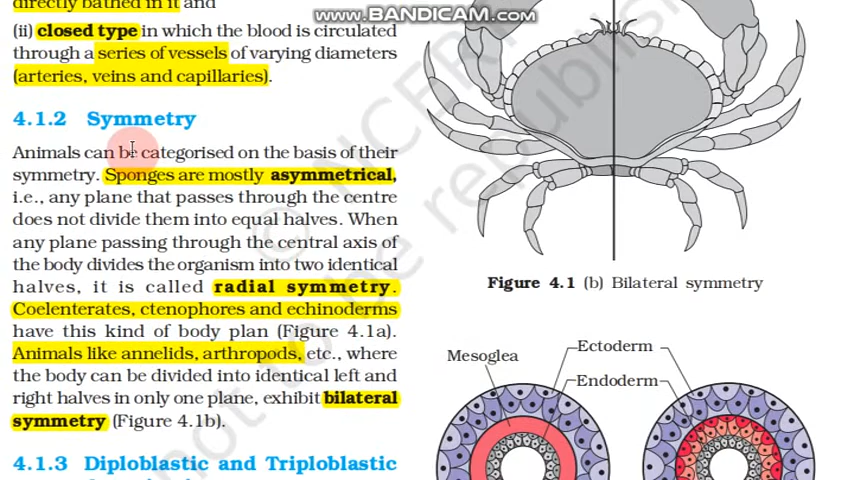 directly bathed in it and
(ii) closed type in which the blood is circulated
through a series of vessels of varying diameters
(arteries, veins and capillaries).
4.1.2 Symmetry
Animals can be categorised on the basis of their
symmetry. Sponges are mostly asymmetrical,
i.e., any plane that passes through the centre
does not divide them into equal halves. When
any plane passing through the central axis of
the body divides the organism into two identical
halves, it is called radial symmetry.
Coelenterates, ctenophores and echinoderms
have this kind of body plan (Figure 4.1a).
Animals like annelids, arthropods, etc., where
the body can be divided into identical left and
right halves in only one plane, exhibit bilateral
symmetry (Figure 4.1b).
4.1.3 Diploblastic and Triploblastic
www.BANDICAM.com
Figure 4.1 (b) Bilateral symmetry
Mesoglea
Ectoderm
Endoderm
© NCERT
not to be republish